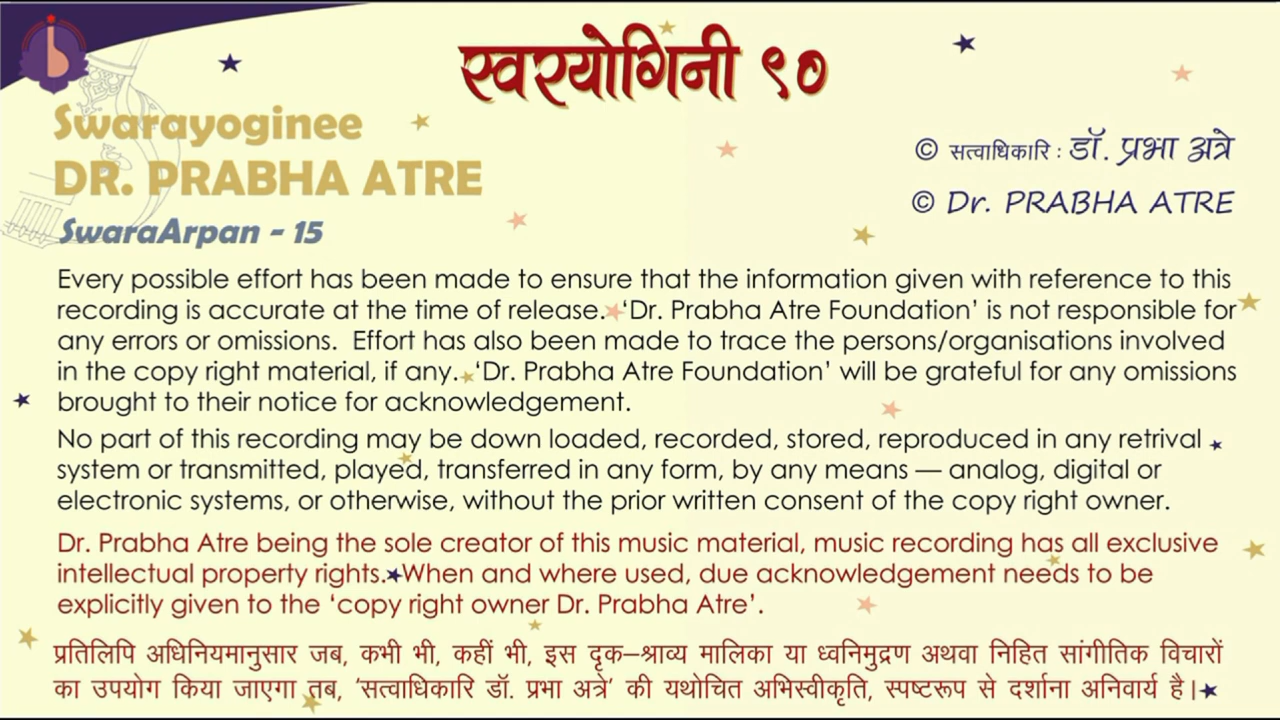 स्वरयोगिनी ९०
Swarayoginee
DR. PRABHA ATRE
SwaraArpan - 15
© सत्वाधिकारि : डॉ. प्रभा अत्रे
© Dr. PRABHA ATRE
Every possible effort has been made to ensure that the information given with reference to this
recording is accurate at the time of release. ‘Dr. Prabha Atre Foundation’ is not responsible for
any errors or omissions.  Effort has also been made to trace the persons/organisations involved
in the copy right material, if any. ‘Dr. Prabha Atre Foundation’ will be grateful for any omissions
brought to their notice for acknowledgement.
No part of this recording may be down loaded, recorded, stored, reproduced in any retrival
system or transmitted, played, transferred in any form, by any means — analog, digital or
electronic systems, or otherwise, without the prior written consent of the copy right owner.
Dr. Prabha Atre being the sole creator of this music material, music recording has all exclusive
intellectual property rights. When and where used, due acknowledgement needs to be
explicitly given to the ‘copy right owner Dr. Prabha Atre’.
प्रतिलिपि अधिनियमानुसार जब, कभी भी, कहीं भी, इस दृक–श्राव्य मालिका या ध्वनिमुद्रण अथवा निहित सांगीतिक विचारों
का उपयोग किया जाएगा तब, ‘सत्वाधिकारि डॉ. प्रभा अत्रे’ की यथोचित अभिस्वीकृति, स्पष्टरूप से दर्शाना अनिवार्य है।